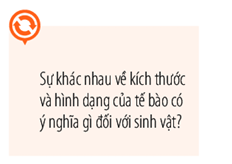 Sự khác nhau về kích thước
và hình dạng của tế bào có
ý nghĩa gì đối với sinh vật?